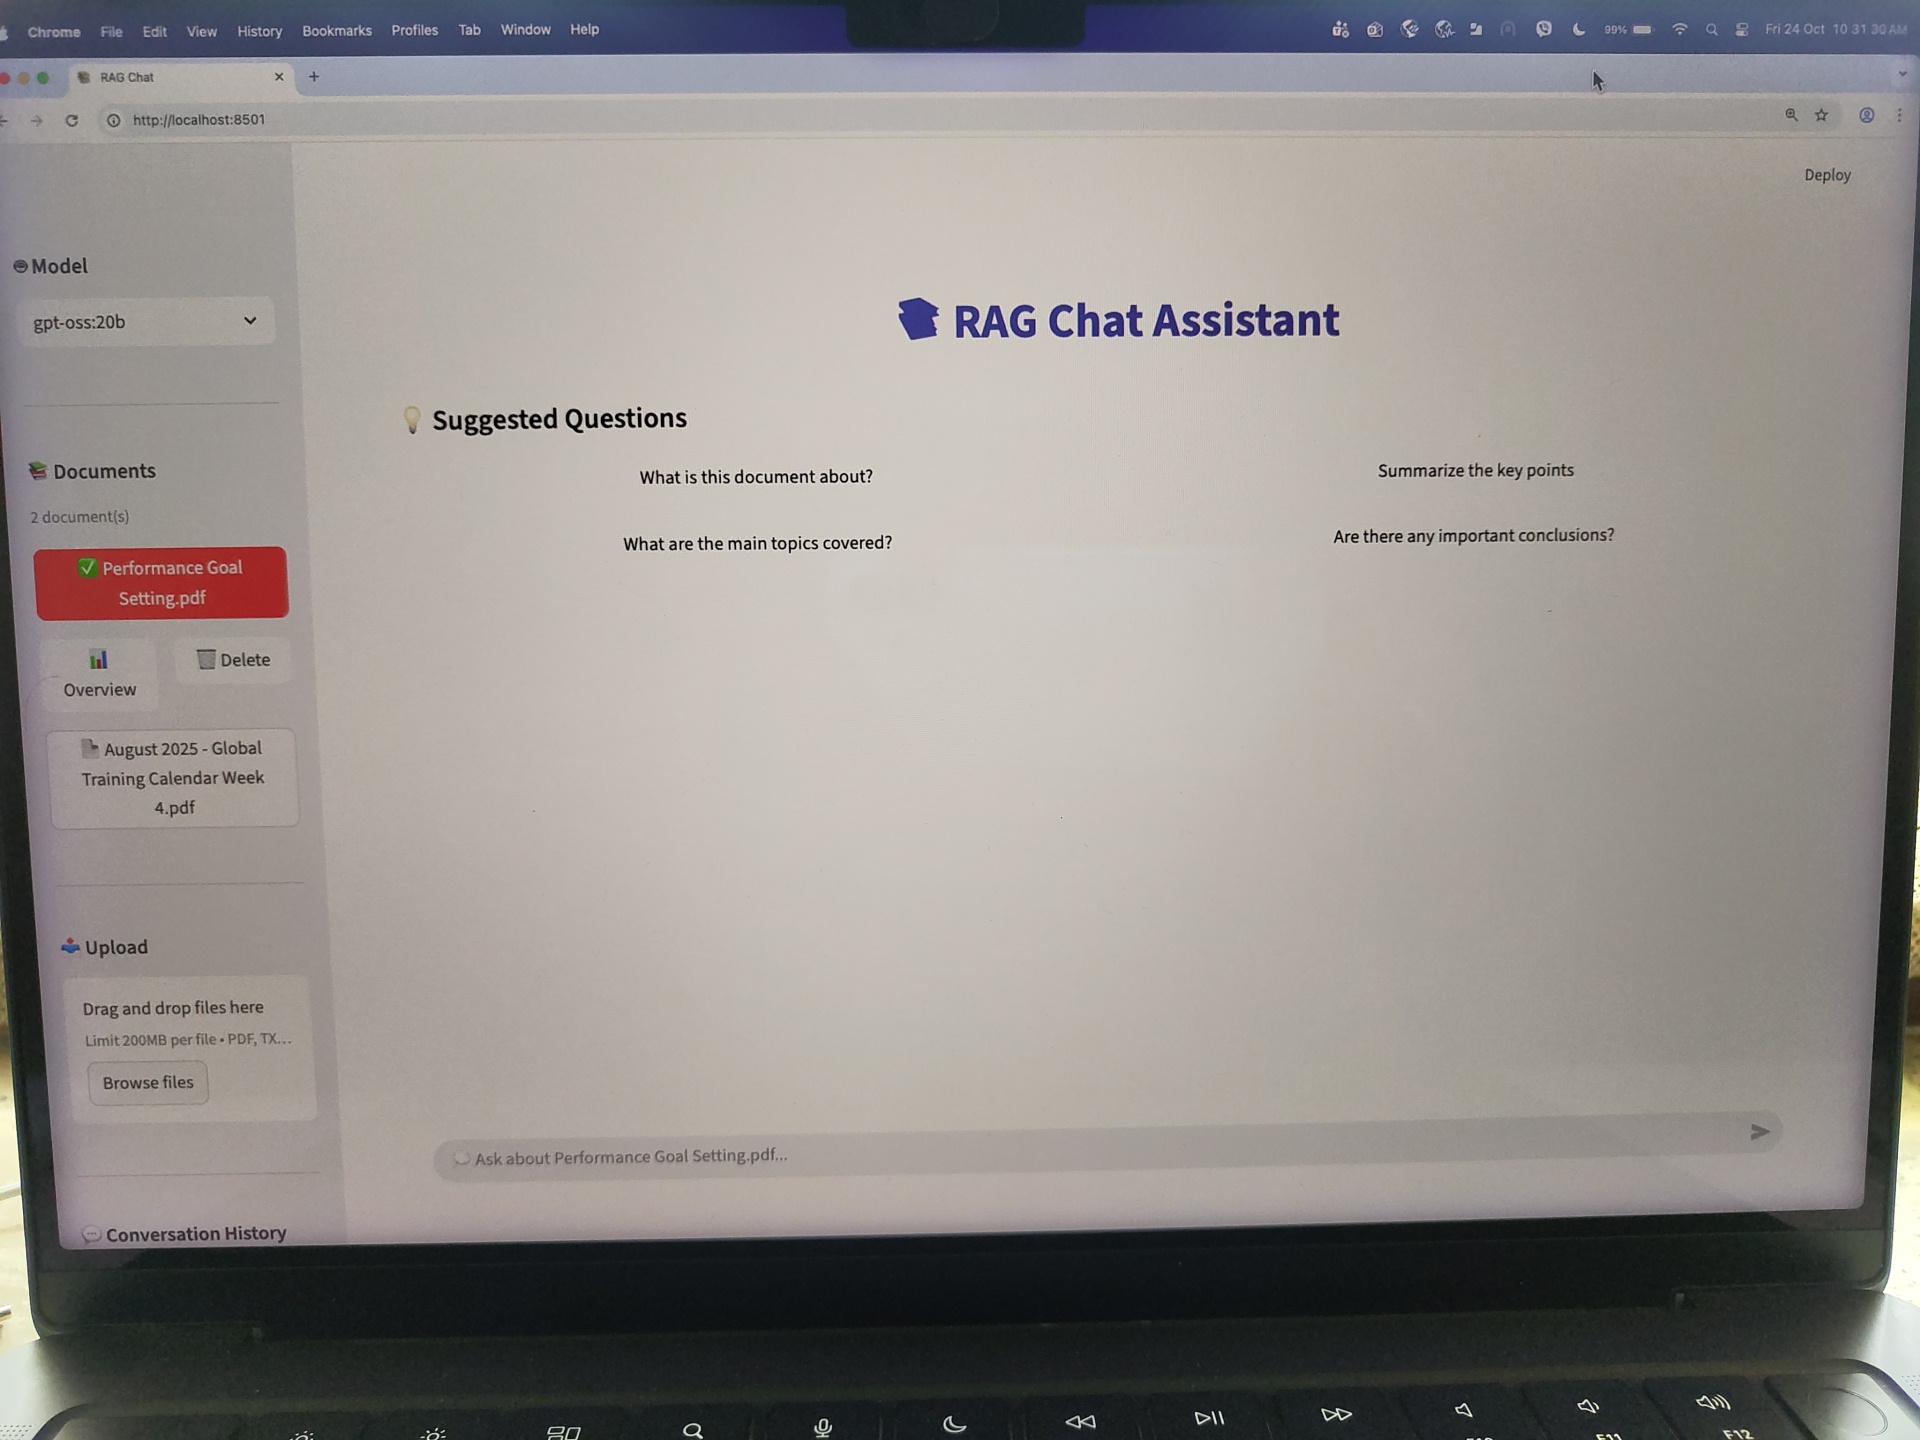 Chrome File Edit View History Bookmarks Profiles Tab Window Help
99%
Fri 24 Oct 10 31 30 AM
RAG Chat
http://localhost:8501
Deploy
Model
gpt-oss:20b
Documents
2 document(s)
Performance Goal
Setting.pdf
Overview
Delete
August 2025 - Global
Training Calendar Week
4.pdf
Upload
Drag and drop files here
Limit 200MB per file • PDF, TX...
Browse files
Conversation History
RAG Chat Assistant
Suggested Questions
What is this document about?
Summarize the key points
What are the main topics covered?
Are there any important conclusions?
Ask about Performance Goal Setting.pdf...
F11
F12